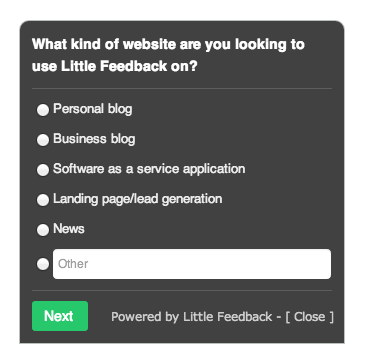 What kind of website are you looking to
use Little Feedback on?
Personal blog
Business blog
Software as a service application
Landing page/lead generation
News
Other
Next
Powered by Little Feedback - [ Close ]